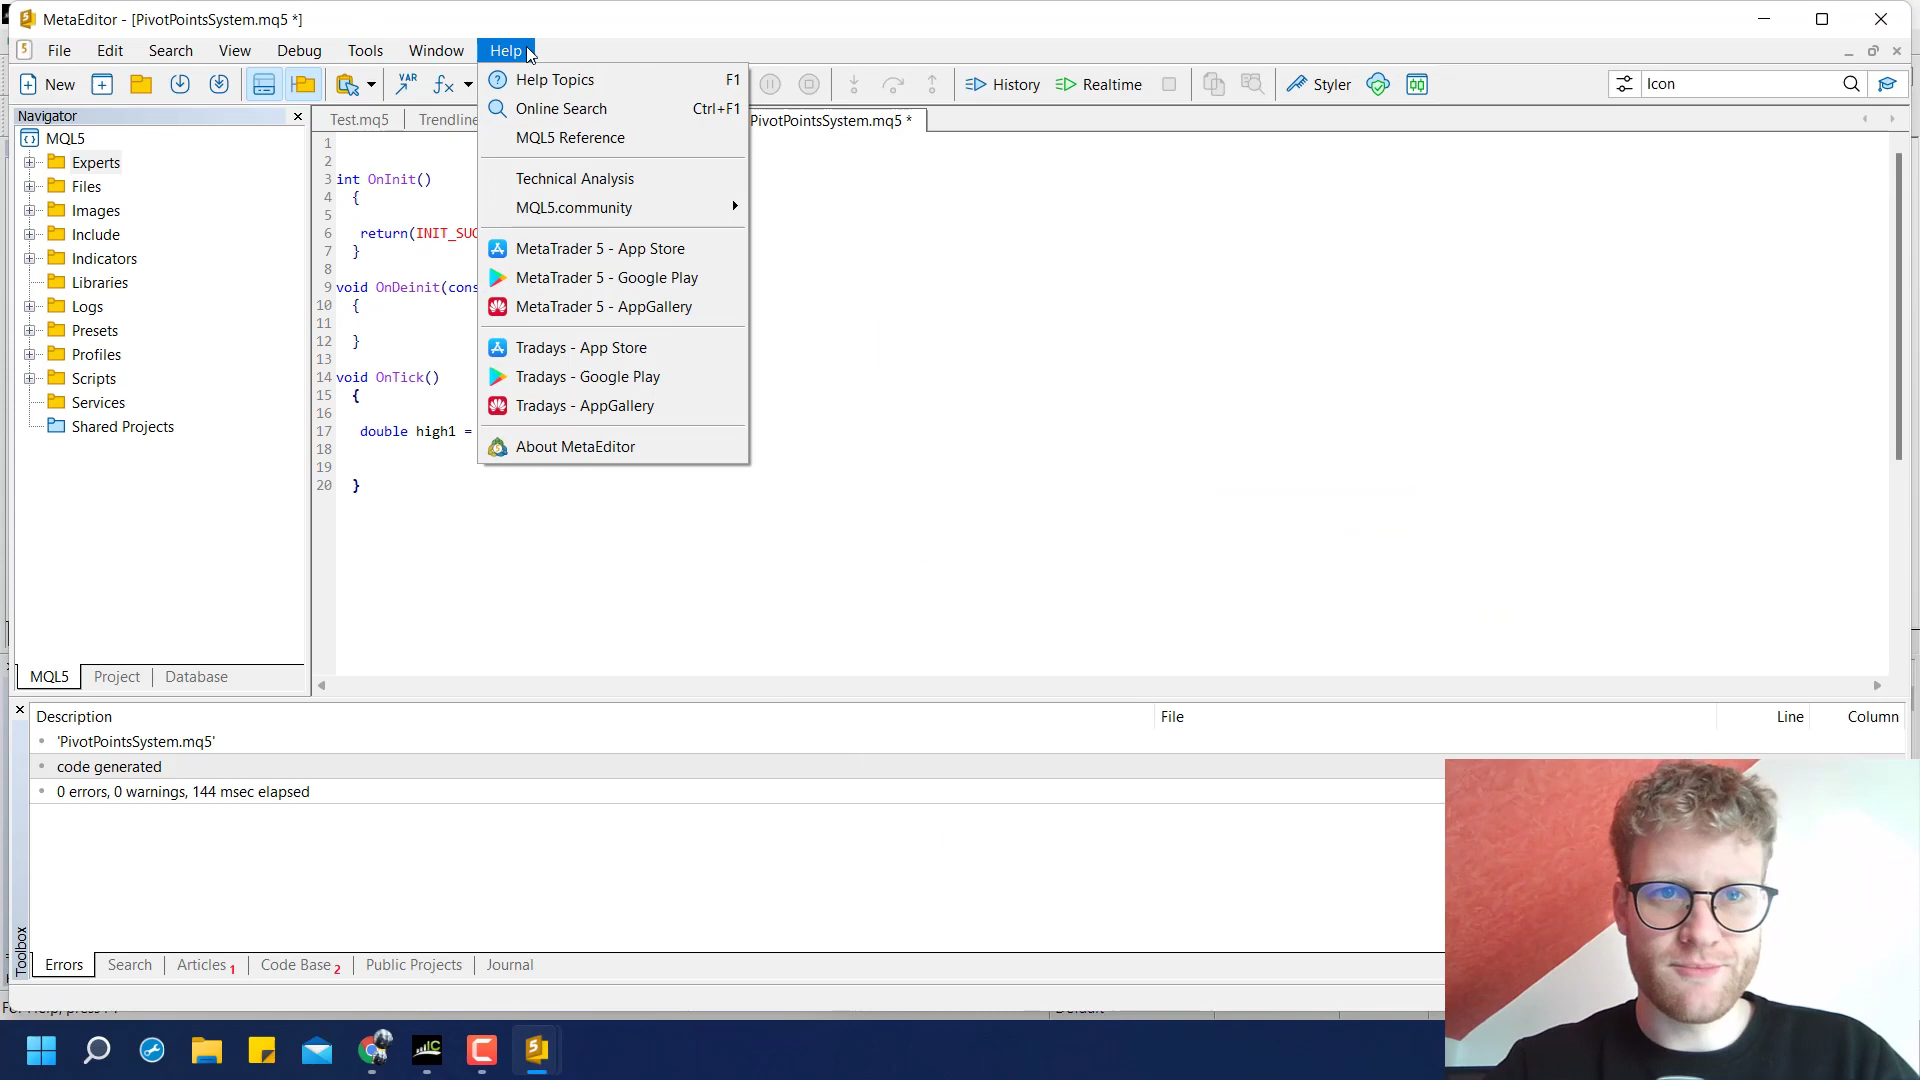 MetaEditor - [PivotPointsSystem.mq5 *]
File Edit Search View Debug Tools Window Help
New VAR fx History Realtime Styler Icon
Navigator
MQL5
Experts
Files
Images
Include
Indicators
Libraries
Logs
Presets
Profiles
Scripts
Services
Shared Projects
MQL5 Project Database
Test.mq5 Trendline PivotPointsSystem.mq5 *
1
2
3 int OnInit()
4 {
5
6 return(INIT_SUC
7 }
8
9 void OnDeinit(cons
10 {
11
12 }
13
14 void OnTick()
15 {
16
17 double high1 =
18
19
20 }
Help Topics F1
Online Search Ctrl+F1
MQL5 Reference
Technical Analysis
MQL5.community
MetaTrader 5 - App Store
MetaTrader 5 - Google Play
MetaTrader 5 - AppGallery
Tradays - App Store
Tradays - Google Play
Tradays - AppGallery
About MetaEditor
Description File Line Column
'PivotPointsSystem.mq5'
code generated
0 errors, 0 warnings, 144 msec elapsed
Toolbox
Errors Search Articles 1 Code Base 2 Public Projects Journal
IC